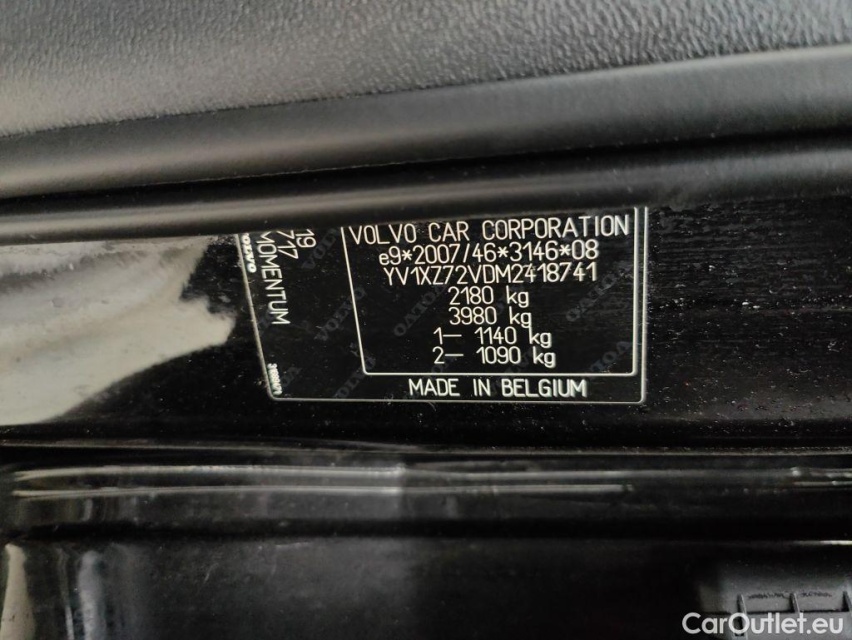 VOLVO CAR CORPORATION
e9*2007/46*3146*08
YV1XZ72VDM2418741
2180 kg
3980 kg
1– 1140 kg
2– 1090 kg
MADE IN BELGIUM
19
717
MOMENTUM
VOLVO
CarOutlet.eu